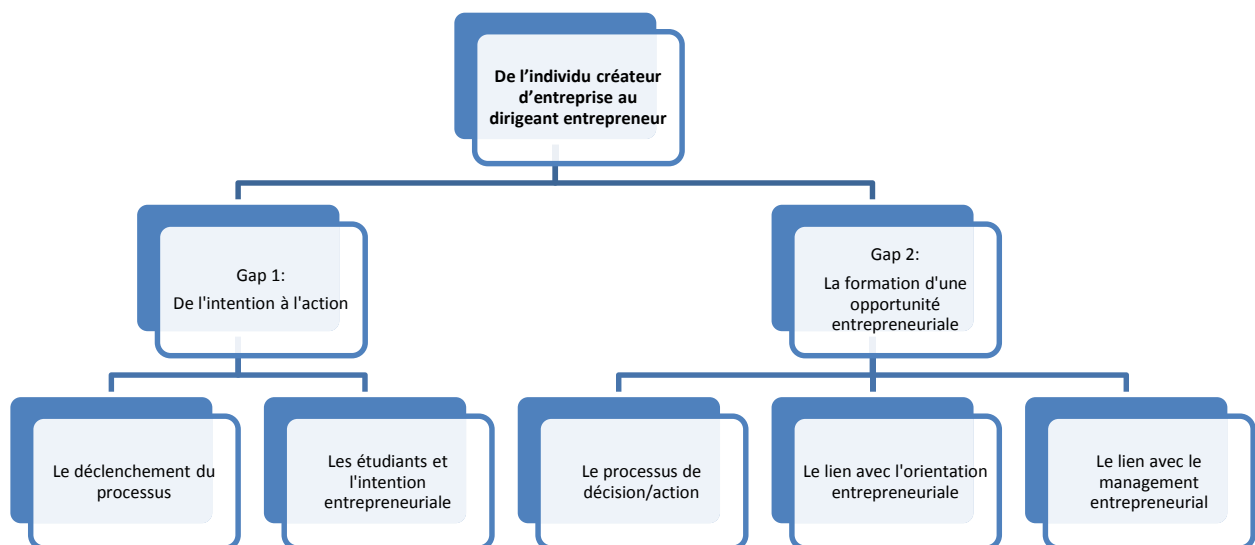 De l’individu créateur
d’entreprise au
dirigeant entrepreneur
Gap 1:
De l'intention à l'action
Gap 2:
La formation d'une
opportunité
entrepreneuriale
Le déclenchement du
processus
Les étudiants et
l'intention
entrepreneuriale
Le processus de
décision/action
Le lien avec l'orientation
entrepreneuriale
Le lien avec le
management
entrepreneurial